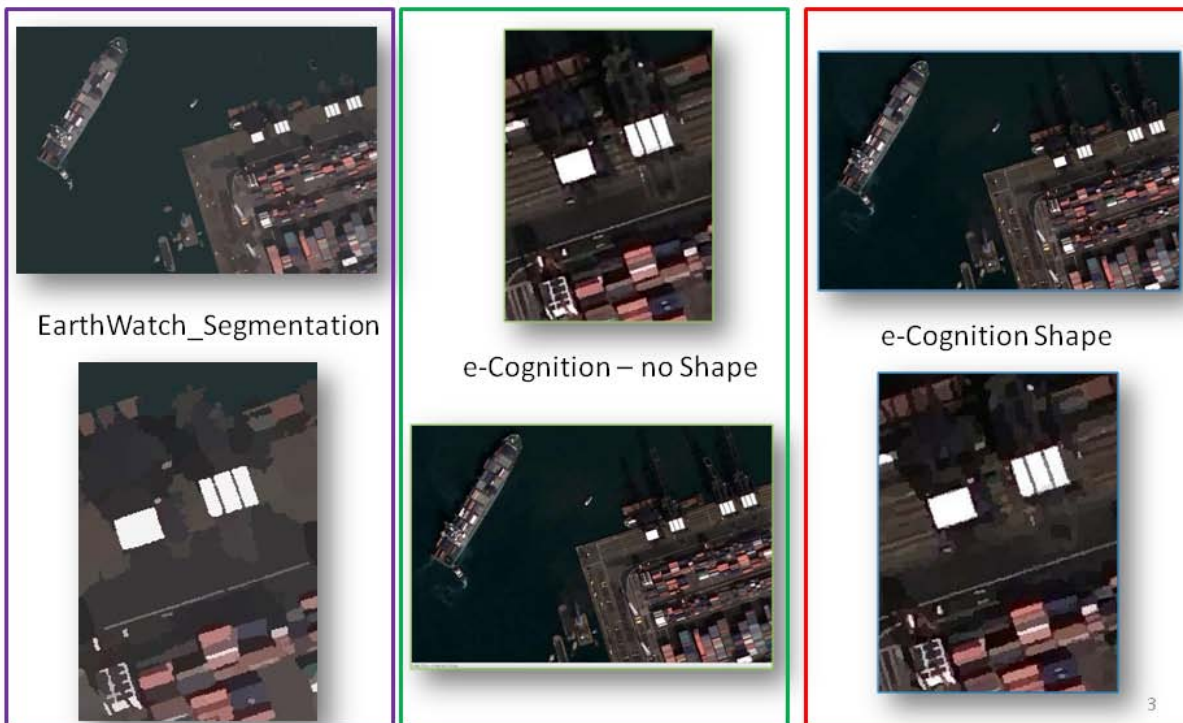 EarthWatch_Segmentation
e-Cognition – no Shape
e-Cognition Shape
3